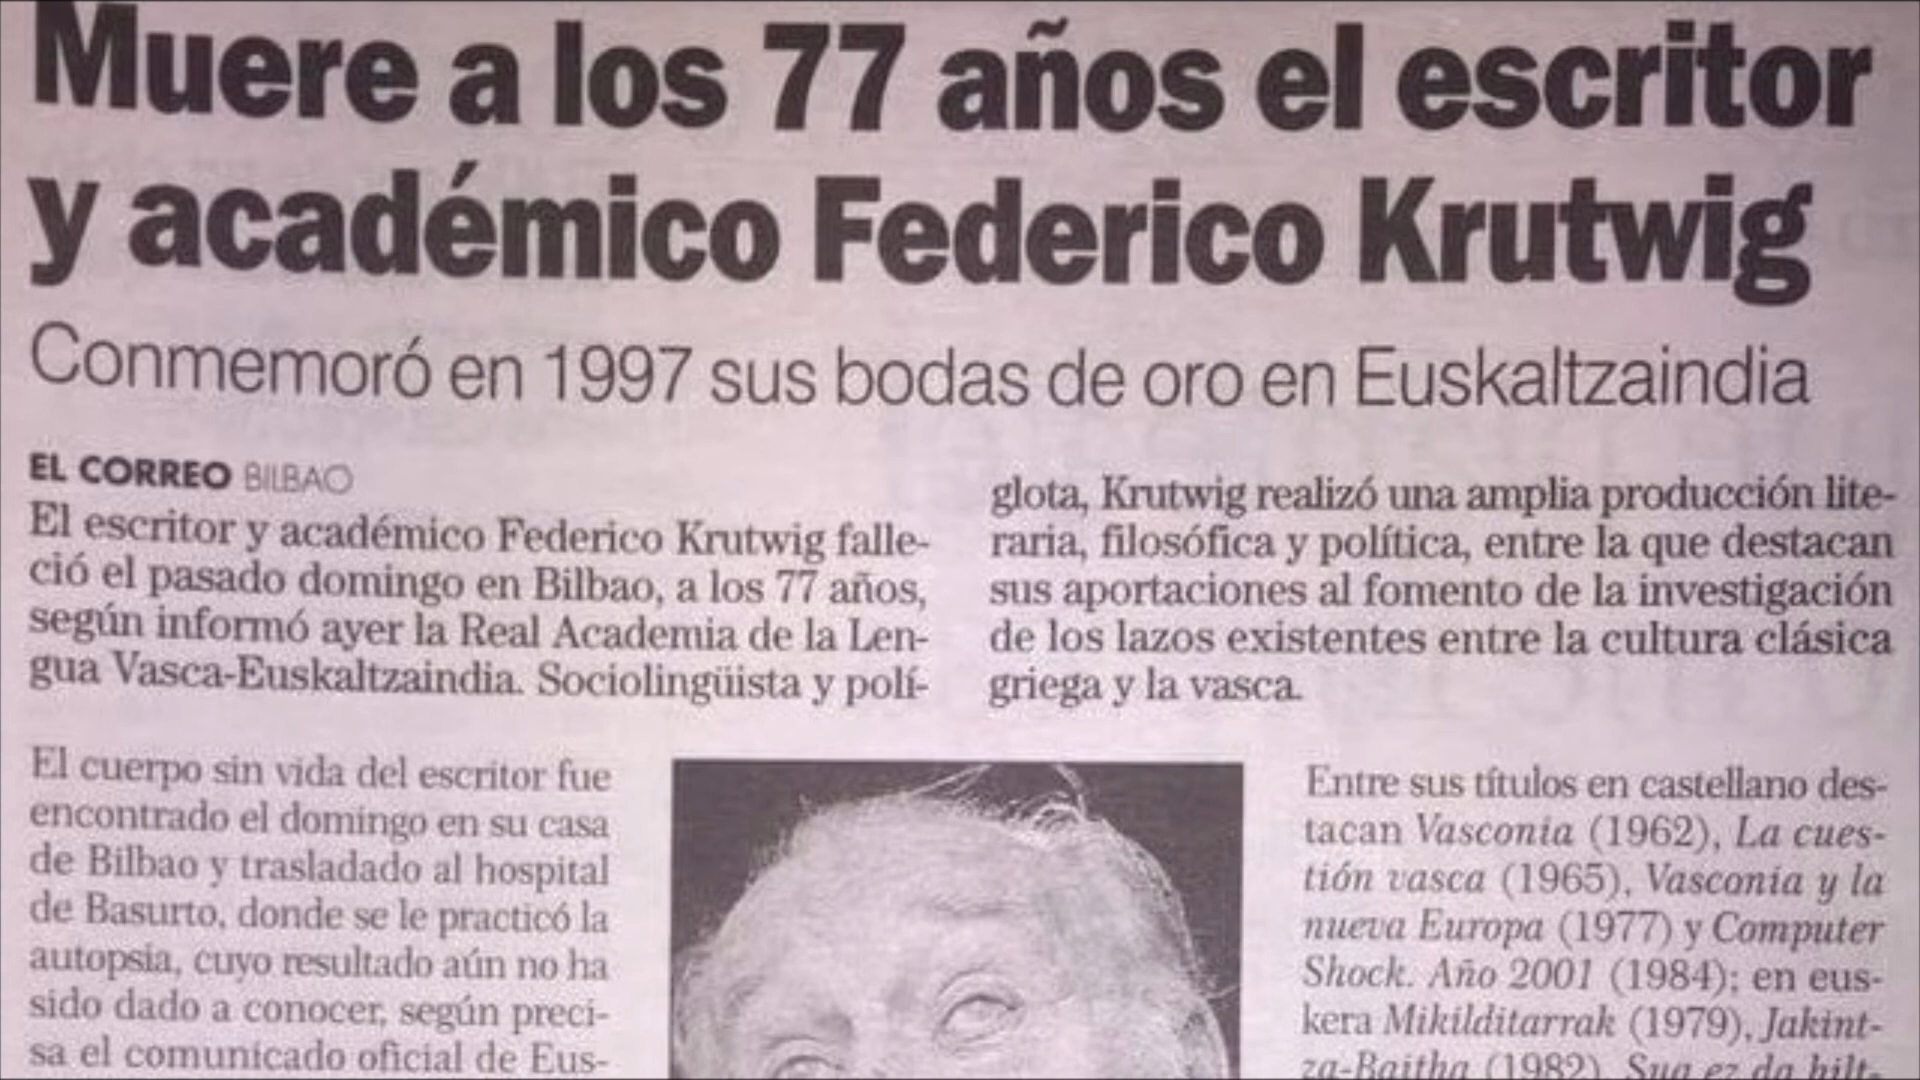 Muere a los 77 años el escritor
y académico Federico Krutwig
Conmemoró en 1997 sus bodas de oro en Euskaltzaindia
EL CORREO BILBAO
El escritor y académico Federico Krutwig falle-
ció el pasado domingo en Bilbao, a los 77 años,
según informó ayer la Real Academia de la Len-
gua Vasca-Euskaltzaindia. Sociolingüista y polí-
glota, Krutwig realizó una amplia producción lite-
raria, filosófica y política, entre la que destacan
sus aportaciones al fomento de la investigación
de los lazos existentes entre la cultura clásica
griega y la vasca.
El cuerpo sin vida del escritor fue
encontrado el domingo en su casa
de Bilbao y trasladado al hospital
de Basurto, donde se le practicó la
autopsia, cuyo resultado aún no ha
sido dado a conocer, según preci-
sa el comunicado oficial de Eus-
Entre sus títulos en castellano des-
tacan Vasconia (1962), La cues-
tión vasca (1965), Vasconia y la
nueva Europa (1977) y Computer
Shock. Año 2001 (1984); en eus-
kera Mikilditarrak (1979), Jakint-
za-Baitha (1982), Sua ez da hilt-